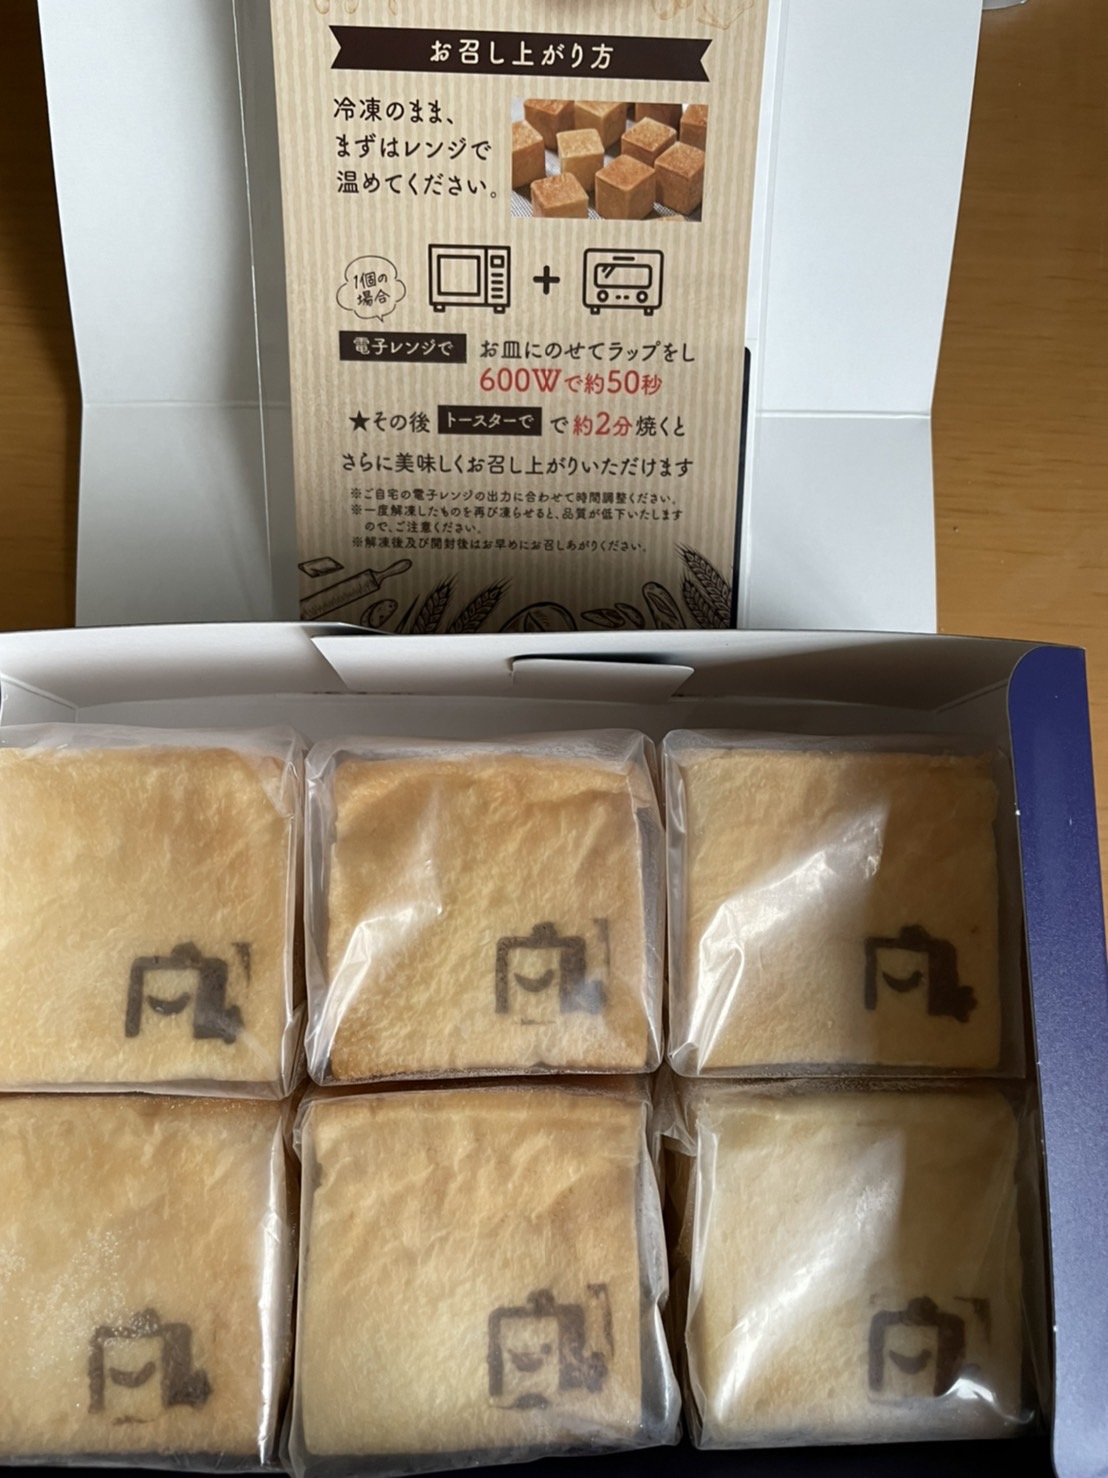 お召し上がり方
冷凍のまま、
まずはレンジで
温めてください。
1個の
場合
電子レンジで お皿にのせてラップをし
600Wで約50秒
★その後 トースターで で約2分焼くと
さらに美味しくお召し上がりいただけます
※ご自宅の電子レンジの出力に合わせて時間調整ください。
※一度解凍したものを再び凍らせると、品質が低下いたします
ので、ご注意ください。
※解凍後及び開封後はお早めにお召しあがりください。